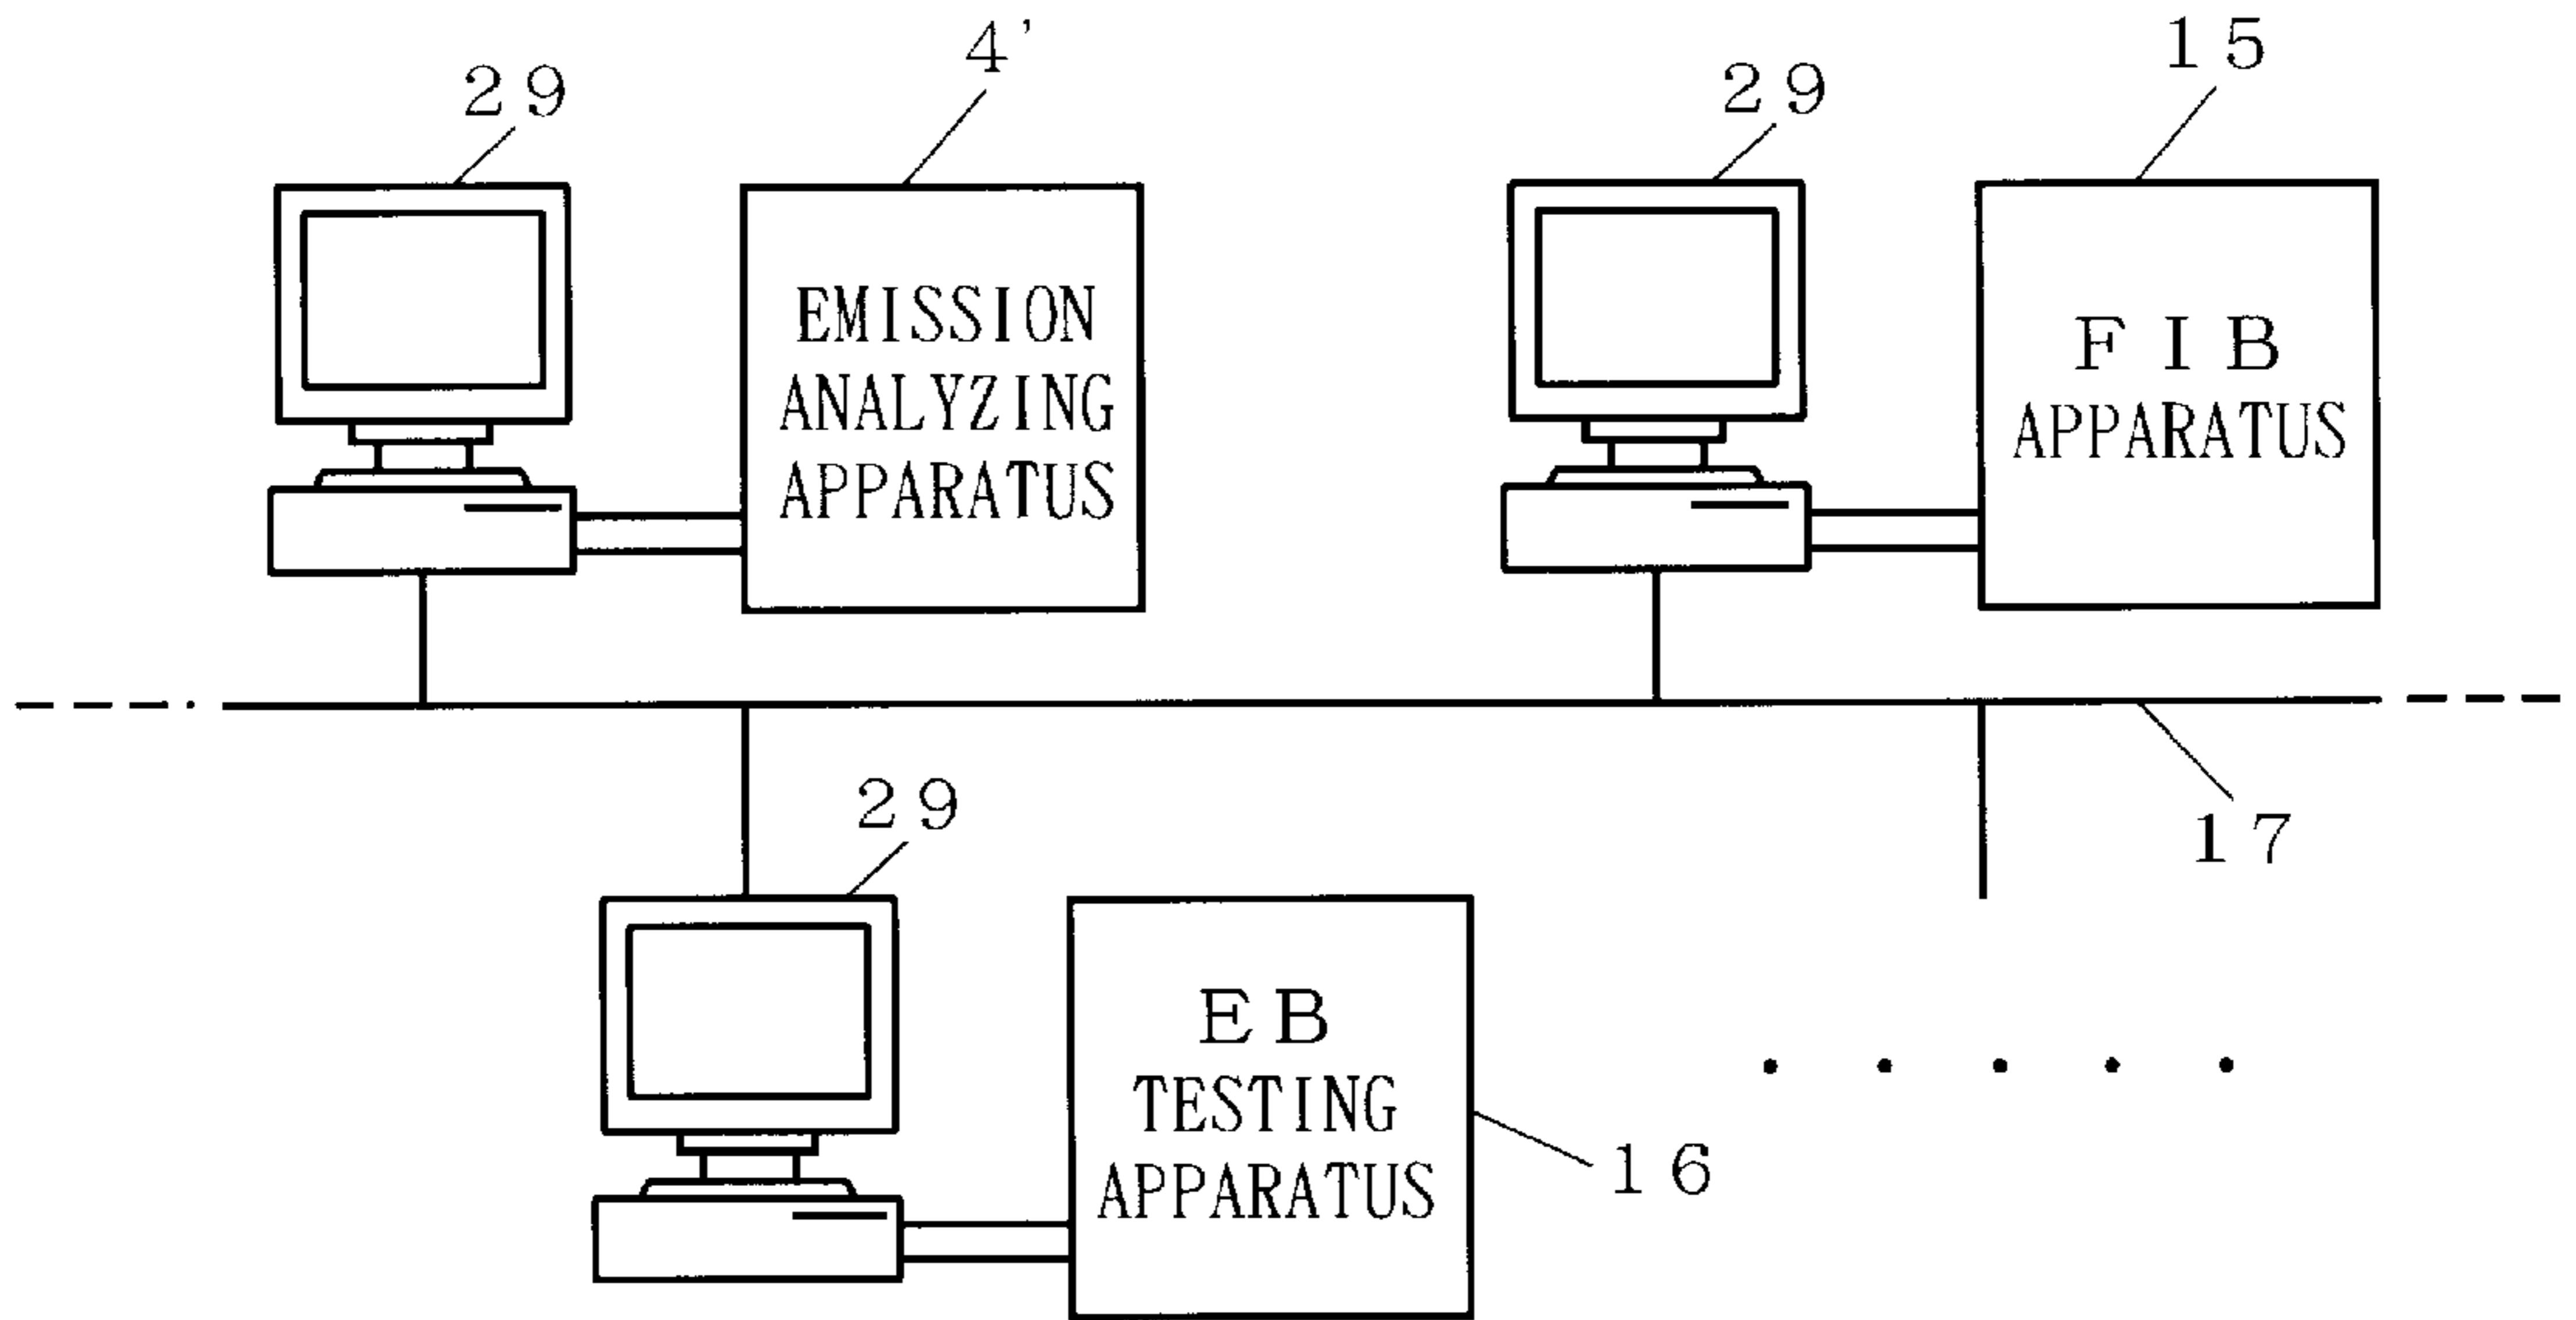 29
4'
29
15
EMISSION
ANALYZING
APPARATUS
FIB
APPARATUS
17
29
EB
TESTING
APPARATUS
16